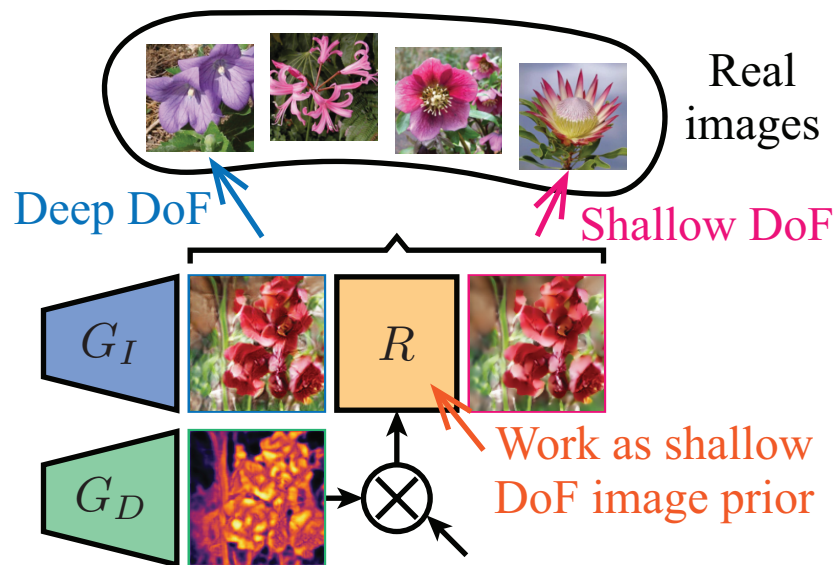 Real
images
Deep DoF
Shallow DoF
G_I
R
G_D
Work as shallow
DoF image prior